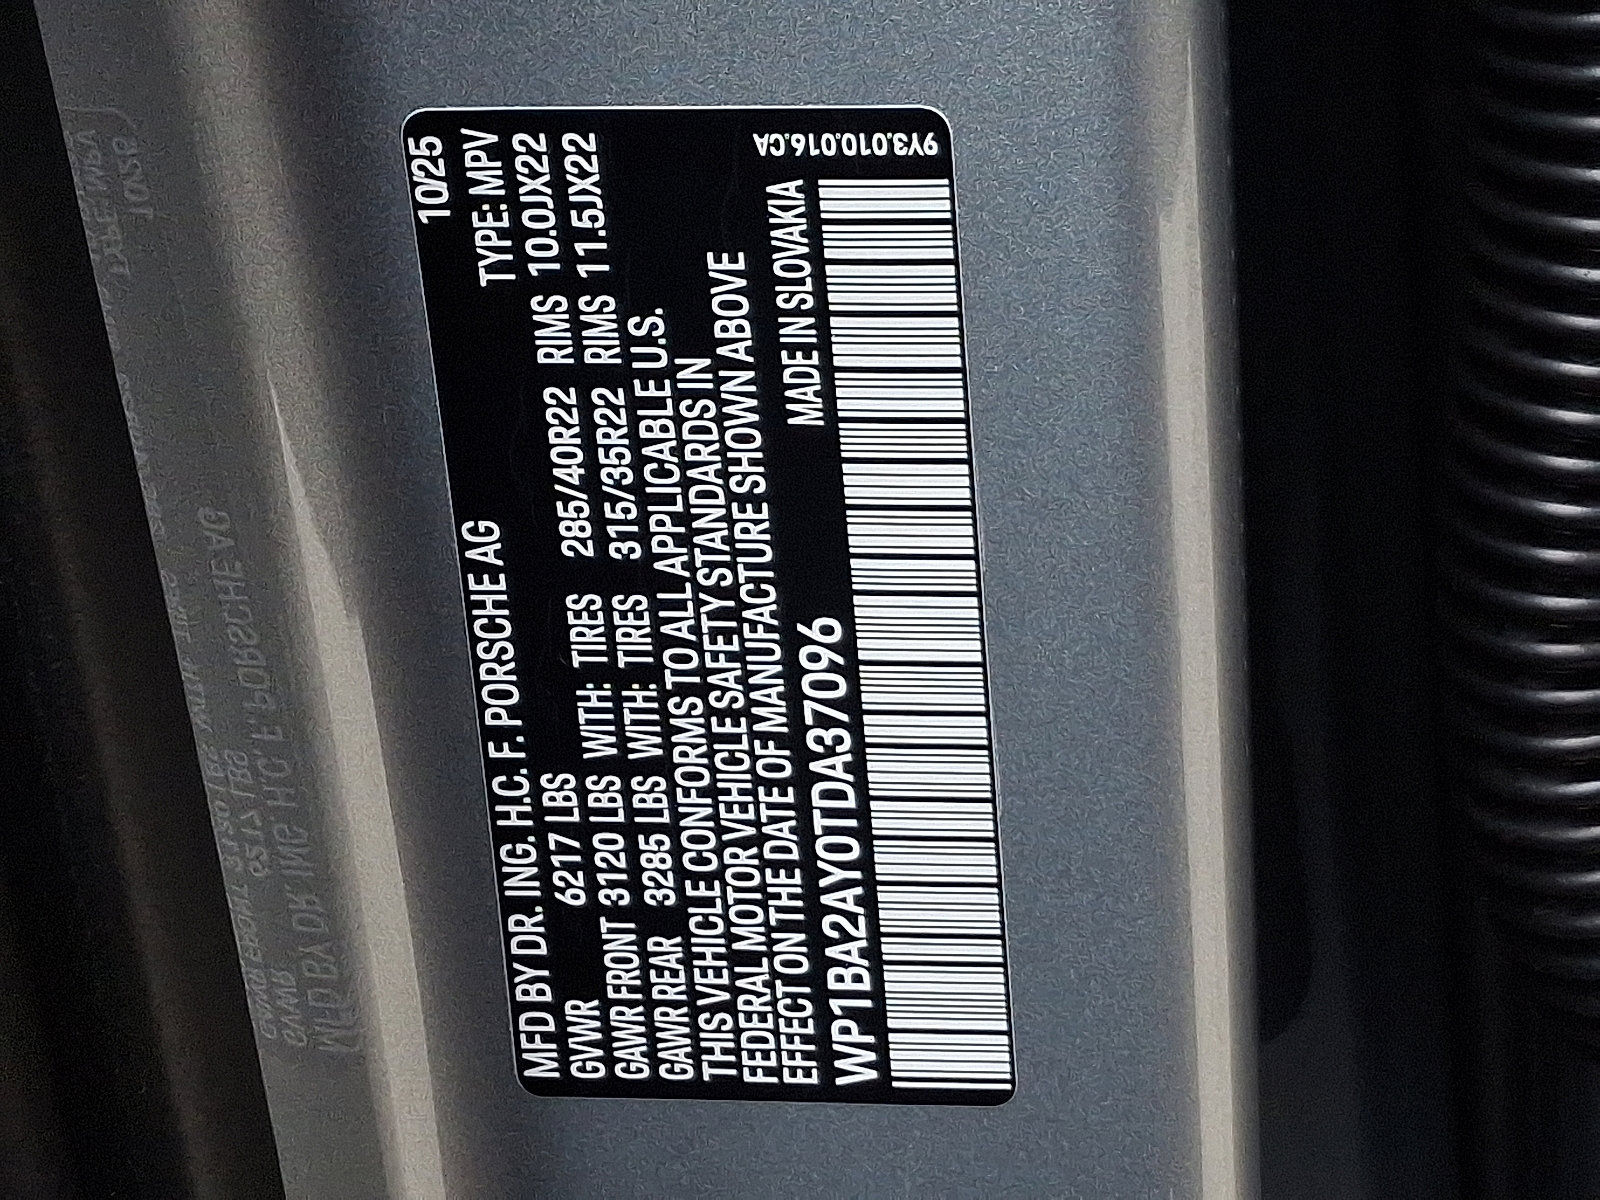 MFD BY DR. ING. H.C. F. PORSCHE AG 10/25
GVWR 6217 LBS TYPE: MPV
GAWR FRONT 3120 LBS WITH: TIRES 285/40R22 RIMS 10.0JX22
GAWR REAR 3285 LBS WITH: TIRES 315/35R22 RIMS 11.5JX22
THIS VEHICLE CONFORMS TO ALL APPLICABLE U.S.
FEDERAL MOTOR VEHICLE SAFETY STANDARDS IN
EFFECT ON THE DATE OF MANUFACTURE SHOWN ABOVE
WP1BA2AY0TDA37096 MADE IN SLOVAKIA
9Y3.010.016.CA